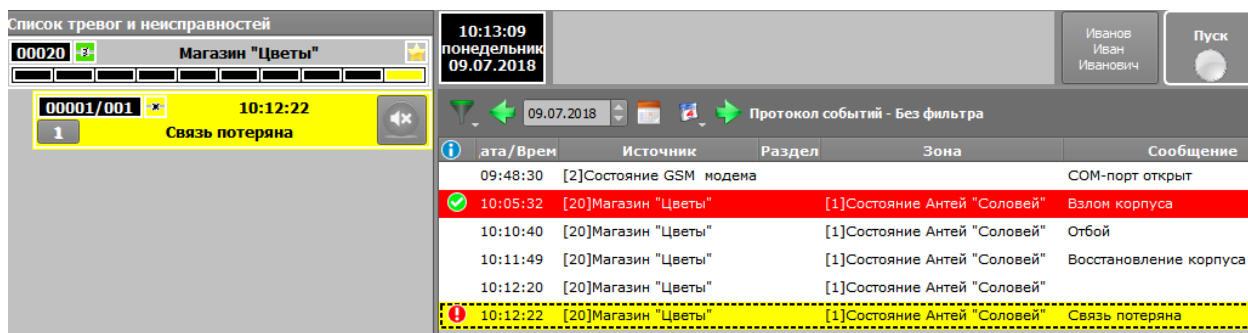 Список тревог и неисправностей
00020 Магазин "Цветы"
00001/001 10:12:22
1 Связь потеряна
10:13:09
понедельник
09.07.2018
Иванов
Иван
Иванович
Пуск
09.07.2018 Протокол событий - Без фильтра
ата/Врем Источник Раздел Зона Сообщение
09:48:30 [2]Состояние GSM модема COM-порт открыт
10:05:32 [20]Магазин "Цветы" [1]Состояние Антей "Соловей" Взлом корпуса
10:10:40 [20]Магазин "Цветы" [1]Состояние Антей "Соловей" Отбой
10:11:49 [20]Магазин "Цветы" [1]Состояние Антей "Соловей" Восстановление корпуса
10:12:20 [20]Магазин "Цветы" [1]Состояние Антей "Соловей"
10:12:22 [20]Магазин "Цветы" [1]Состояние Антей "Соловей" Связь потеряна